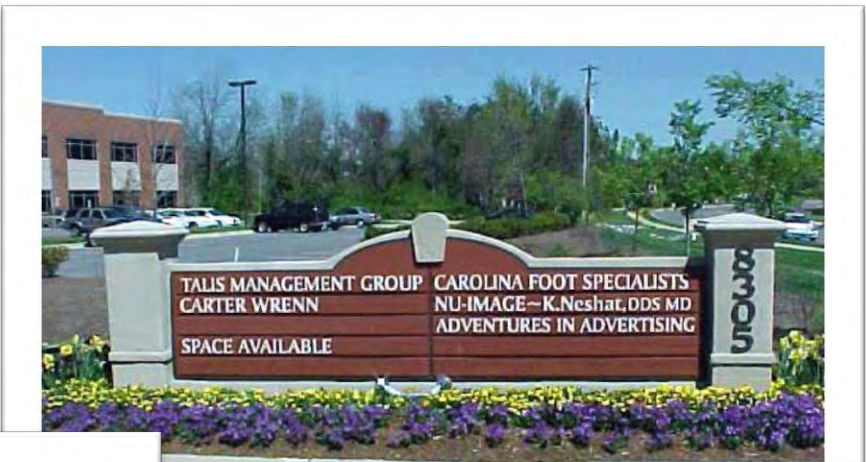 TALIS MANAGEMENT GROUP
CARTER WRENN
SPACE AVAILABLE
CAROLINA FOOT SPECIALISTS
NU-IMAGE~K.Neshat, DDS MD
ADVENTURES IN ADVERTISING
8305